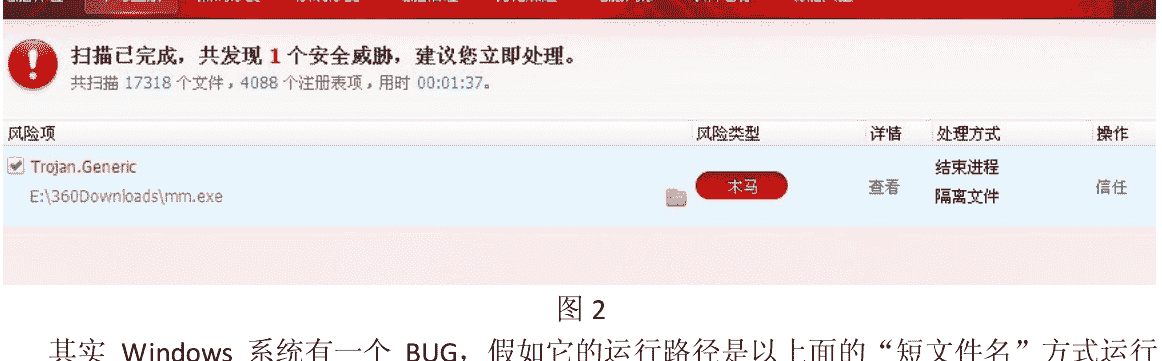 扫描已完成，共发现 1 个安全威胁，建议您立即处理。
共扫描 17318 个文件，4088 个注册表项，用时 00:01:37。
风险项 风险类型 详情 处理方式 操作
Trojan.Generic 木马 查看 结束进程 信任
E:\360Downloads\mm.exe 隔离文件
图 2
其实 Windows 系统有一个 BUG，假如它的运行路径是以上面的“短文件名”方式运行